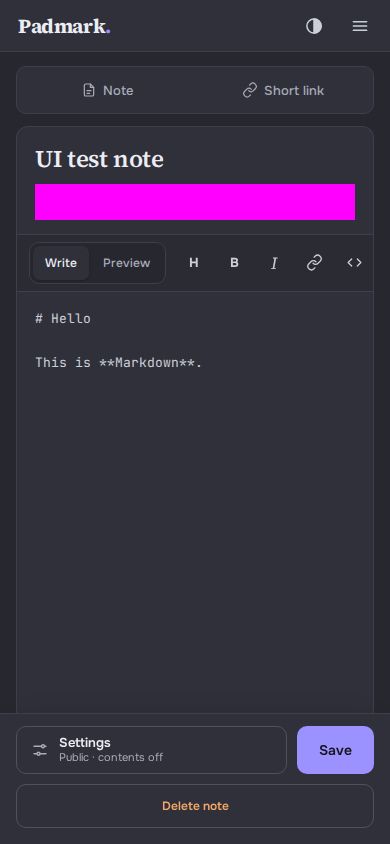 Padmark.
Note
Short link
UI test note
Write
Preview
H
B
I
# Hello
This is **Markdown**.
Settings
Public · contents off
Save
Delete note